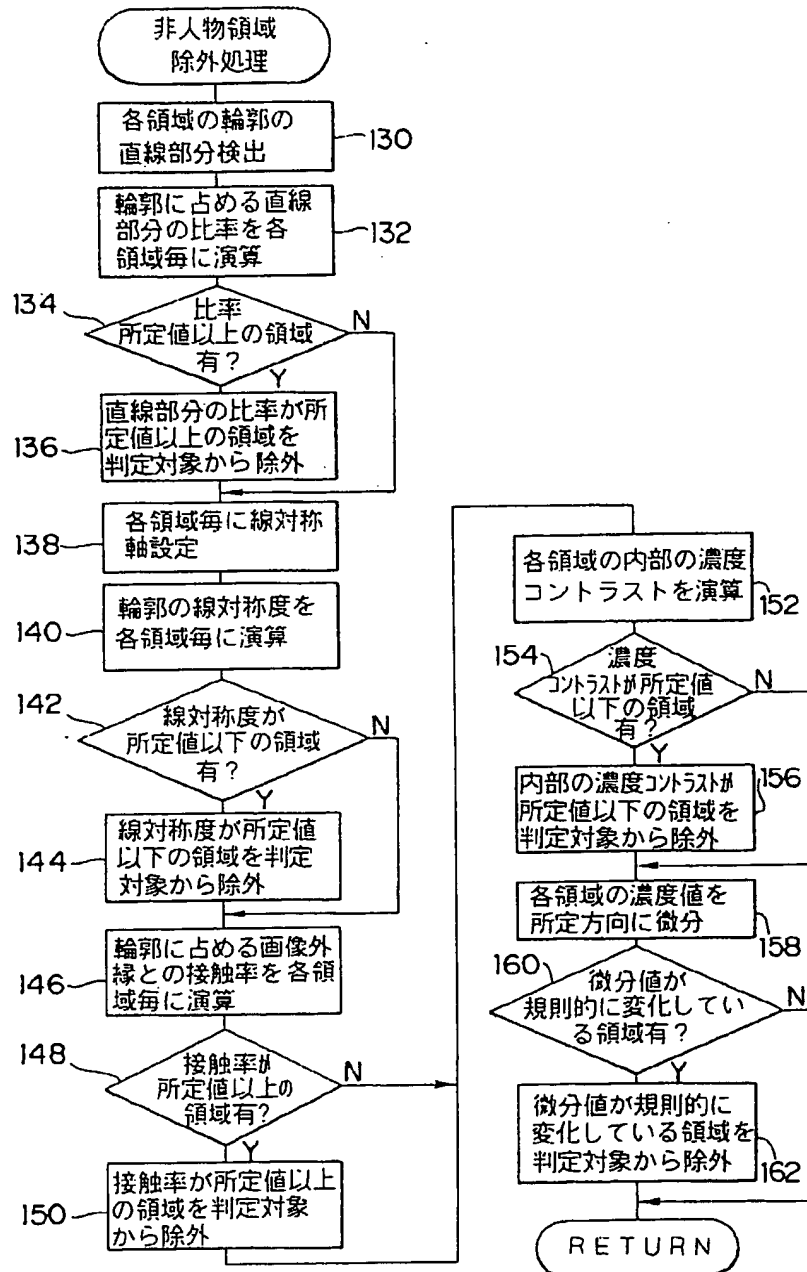 非人物領域
除外処理
各領域の輪郭の
直線部分検出
130
輪郭に占める直線
部分の比率を各
領域毎に演算
132
134
比率
所定値以上の領域
有?
N
Y
直線部分の比率が所
定値以上の領域を
判定対象から除外
136
各領域毎に線対称
軸設定
138
輪郭の線対称度を
各領域毎に演算
140
142
線対称度が
所定値以下の領域
有?
N
Y
線対称度が所定値
以下の領域を判定
対象から除外
144
輪郭に占める画像外
縁との接触率を各領
域毎に演算
146
148
接触率が
所定値以上の
領域有?
N
Y
接触率が所定値以上
の領域を判定対象
から除外
150
各領域の内部の濃度
コントラストを演算
152
154
濃度
コントラストが所定値
以下の領域
有?
N
Y
内部の濃度コントラストが
所定値以下の領域を
判定対象から除外
156
各領域の濃度値を
所定方向に微分
158
160
微分値が
規則的に変化してい
る領域有?
N
Y
微分値が規則的に
変化している領域を
判定対象から除外
162
RETURN